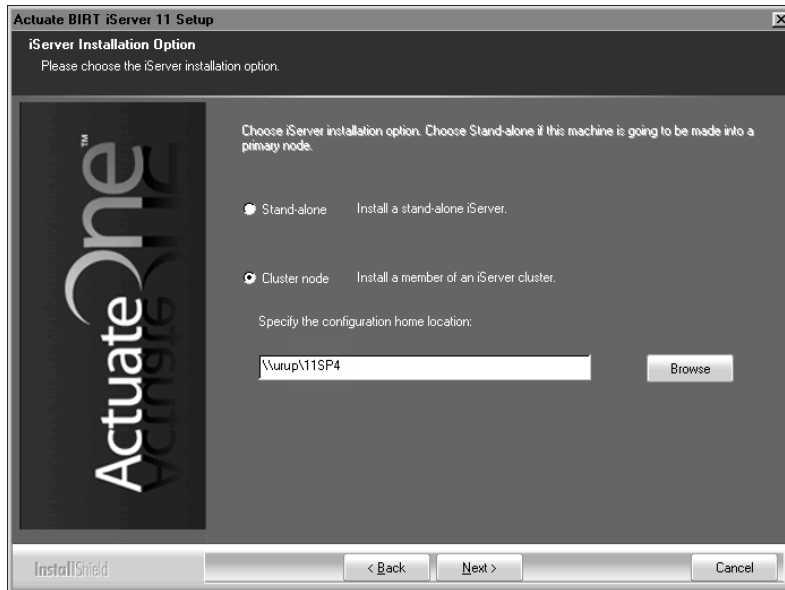 Actuate BIRT iServer 11 Setup
iServer Installation Option
Please choose the iServer installation option.
ActuateOne™
Choose iServer installation option. Choose Stand-alone if this machine is going to be made into a
primary node.
Stand-alone Install a stand-alone iServer.
Cluster node Install a member of an iServer cluster.
Specify the configuration home location:
\\urup\11SP4
Browse
InstallShield
< Back
Next >
Cancel